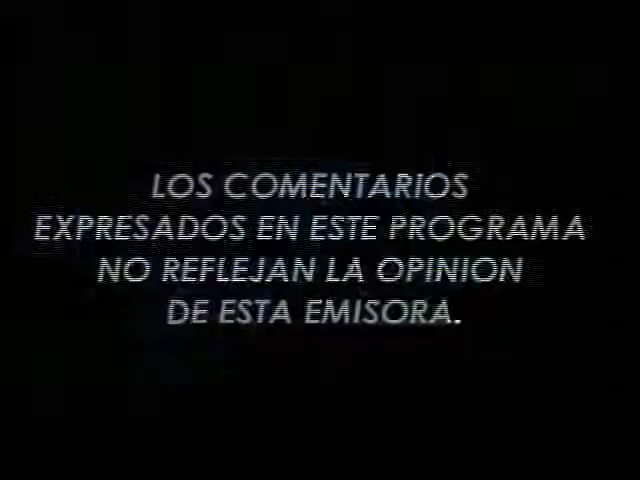 LOS COMENTARIOS
EXPRESADOS EN ESTE PROGRAMA
NO REFLEJAN LA OPINION
DE ESTA EMISORA.